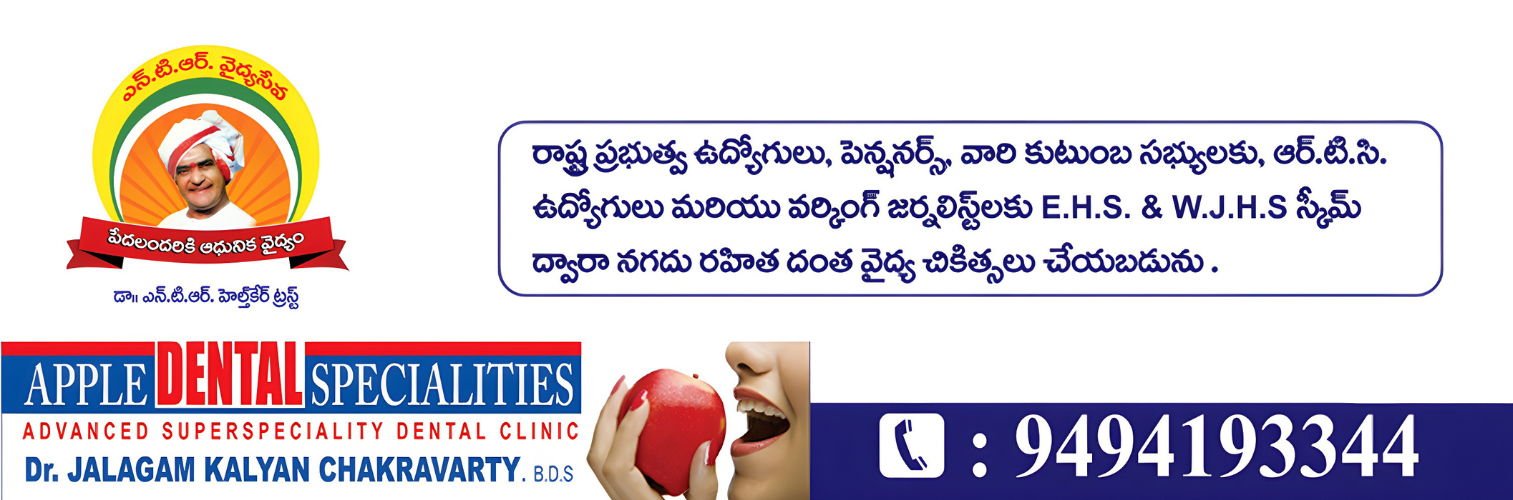 ఎన్.టి.ఆర్. వైద్యసేవ
పేదలందరికి ఆధునిక వైద్యం
డా॥ ఎన్.టి.ఆర్. హెల్త్‌కేర్ ట్రస్ట్
రాష్ట్ర ప్రభుత్వ ఉద్యోగులు, పెన్షనర్స్, వారి కుటుంబ సభ్యులకు, ఆర్.టి.సి.
ఉద్యోగులు మరియు వర్కింగ్ జర్నలిస్ట్‌లకు E.H.S. & W.J.H.S స్కీమ్
ద్వారా నగదు రహిత దంత వైద్య చికిత్సలు చేయబడును .
APPLE DENTAL SPECIALITIES
ADVANCED SUPERSPECIALITY DENTAL CLINIC
Dr. JALAGAM KALYAN CHAKRAVARTY. B.D.S
: 9494193344